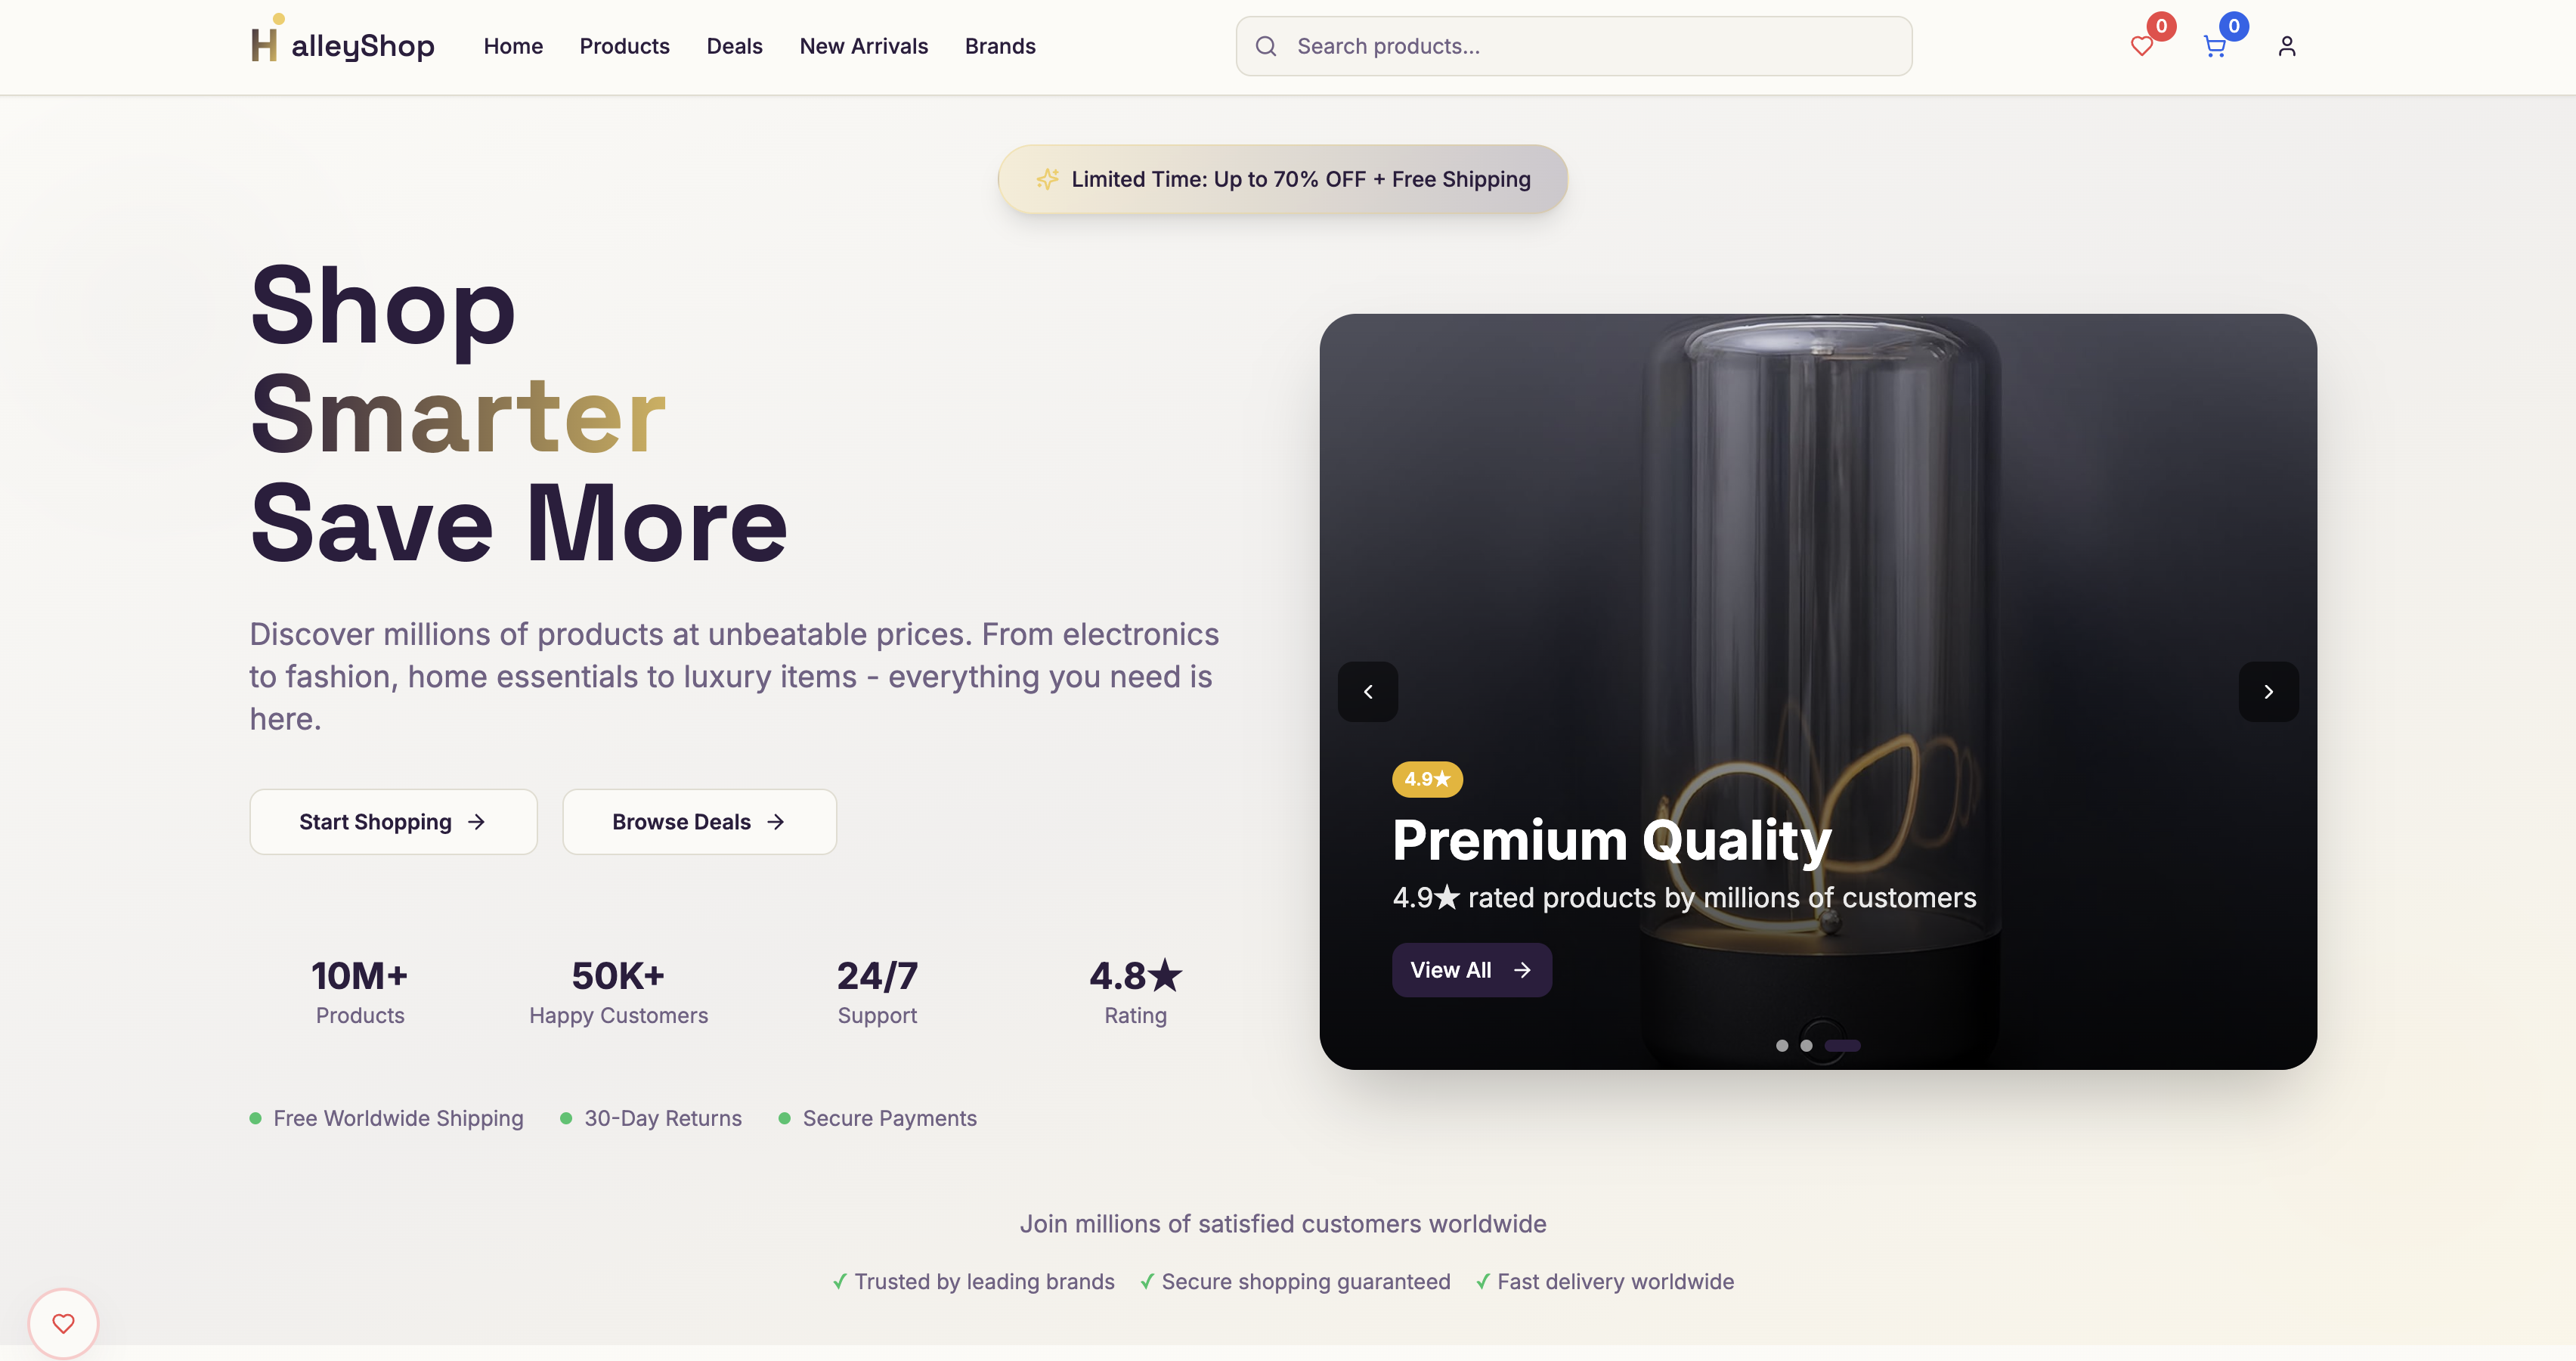 HalleyShop
Home Products Deals New Arrivals Brands
Search products...
0
0
Limited Time: Up to 70% OFF + Free Shipping
Shop
Smarter
Save More
Discover millions of products at unbeatable prices. From electronics
to fashion, home essentials to luxury items - everything you need is
here.
Start Shopping → Browse Deals →
10M+
Products
50K+
Happy Customers
24/7
Support
4.8★
Rating
Free Worldwide Shipping 30-Day Returns Secure Payments
4.9★
Premium Quality
4.9★ rated products by millions of customers
View All →
Join millions of satisfied customers worldwide
✓ Trusted by leading brands ✓ Secure shopping guaranteed ✓ Fast delivery worldwide